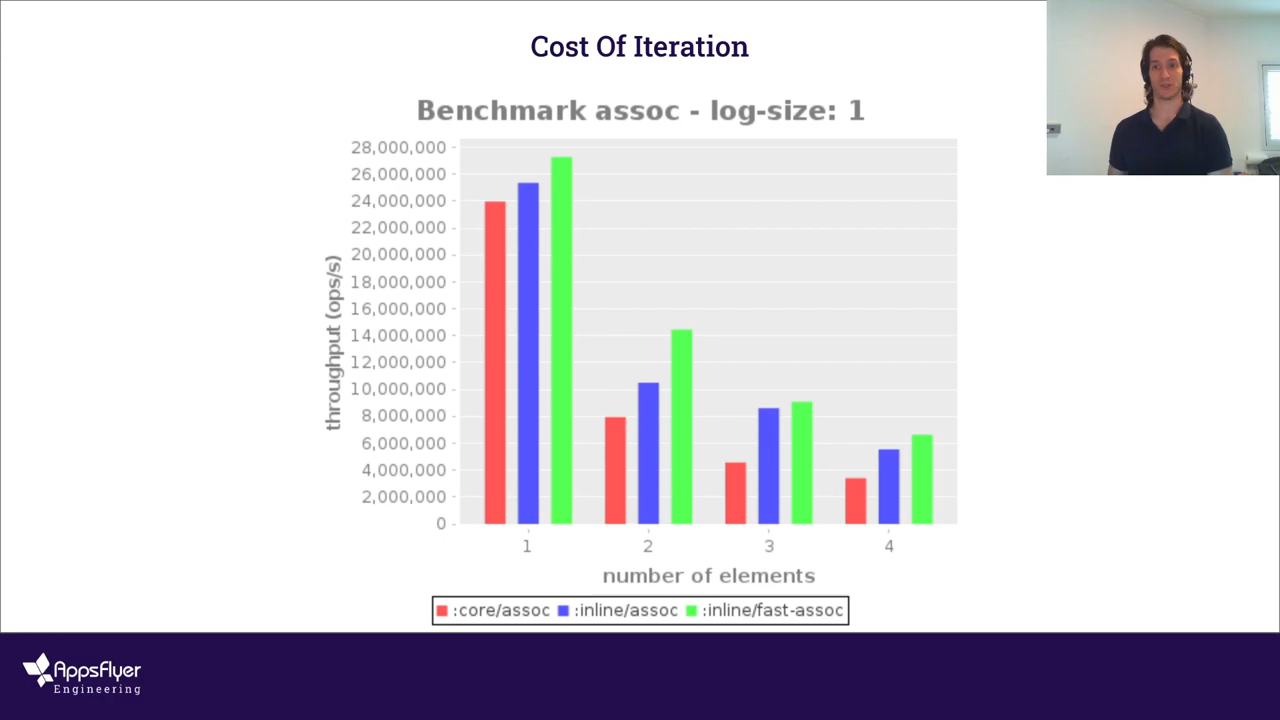 Cost Of Iteration
Benchmark assoc - log-size: 1
throughput (ops/s)
28,000,000
26,000,000
24,000,000
22,000,000
20,000,000
18,000,000
16,000,000
14,000,000
12,000,000
10,000,000
8,000,000
6,000,000
4,000,000
2,000,000
0
1 2 3 4
number of elements
:core/assoc :inline/assoc :inline/fast-assoc
AppsFlyer
Engineering